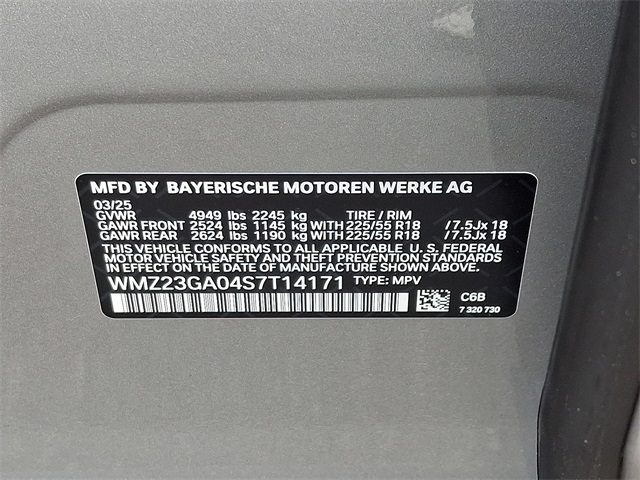 MFD BY BAYERISCHE MOTOREN WERKE AG
03/25
GVWR 4949 lbs 2245 kg TIRE / RIM
GAWR FRONT 2524 lbs 1145 kg WITH 225/55 R18 /7.5Jx 18
GAWR REAR 2624 lbs 1190 kg WITH 225/55 R18 /7.5Jx 18
THIS VEHICLE CONFORMS TO ALL APPLICABLE U. S. FEDERAL
MOTOR VEHICLE SAFETY AND THEFT PREVENTION STANDARDS
IN EFFECT ON THE DATE OF MANUFACTURE SHOWN ABOVE.
WMZ23GA04S7T14171 TYPE: MPV
C6B
7 320 730